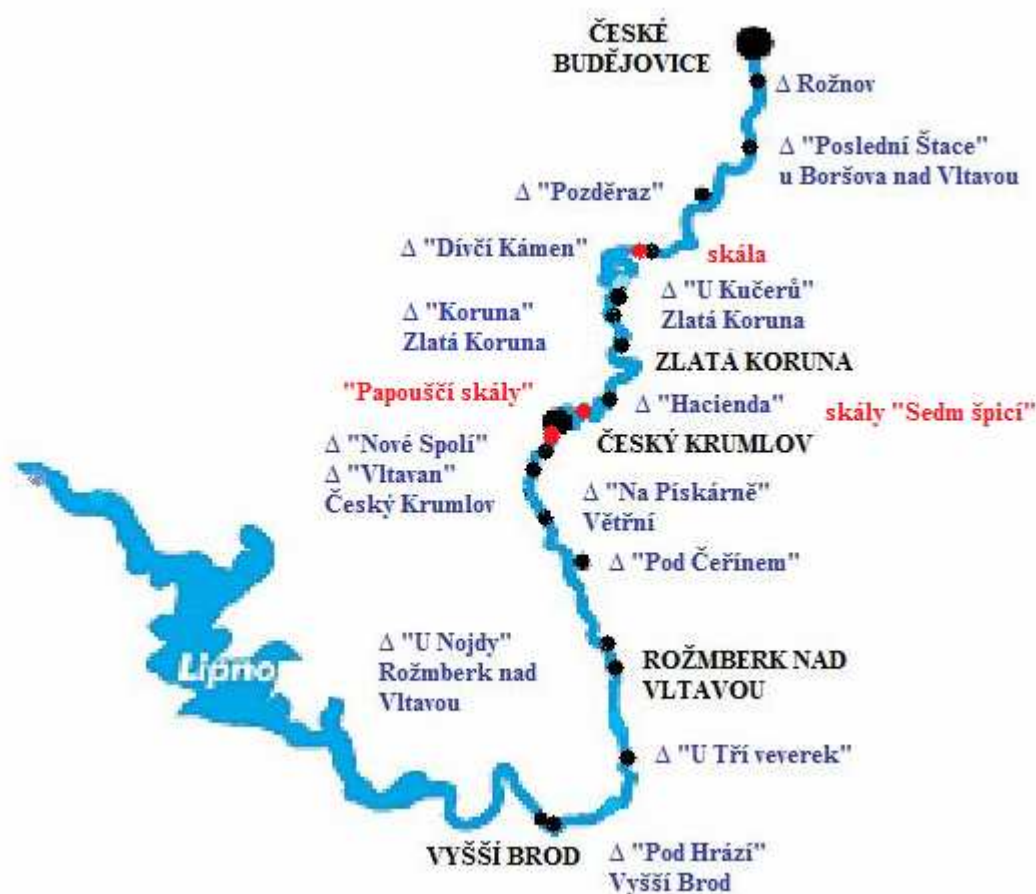 ČESKÉ
BUDĚJOVICE
Δ Rožnov
Δ "Poslední Štace"
u Boršova nad Vltavou
Δ "Pozděraz"
Δ "Dívčí Kámen"
skála
Δ "U Kučerů"
Zlatá Koruna
Δ "Koruna"
Zlatá Koruna
ZLATÁ KORUNA
"Papouščí skály"
Δ "Hacienda"
skály "Sedm špicí"
ČESKÝ KRUMLOV
Δ "Nové Spolí"
Δ "Vltavan"
Český Krumlov
Δ "Na Pískárně"
Větřní
Δ "Pod Čeřínem"
Δ "U Nojdy"
Rožmberk nad
Vltavou
ROŽMBERK NAD
VLTAVOU
Lipno
Δ "U Tří veverek"
VYŠŠÍ BROD
Δ "Pod Hrází"
Vyšší Brod